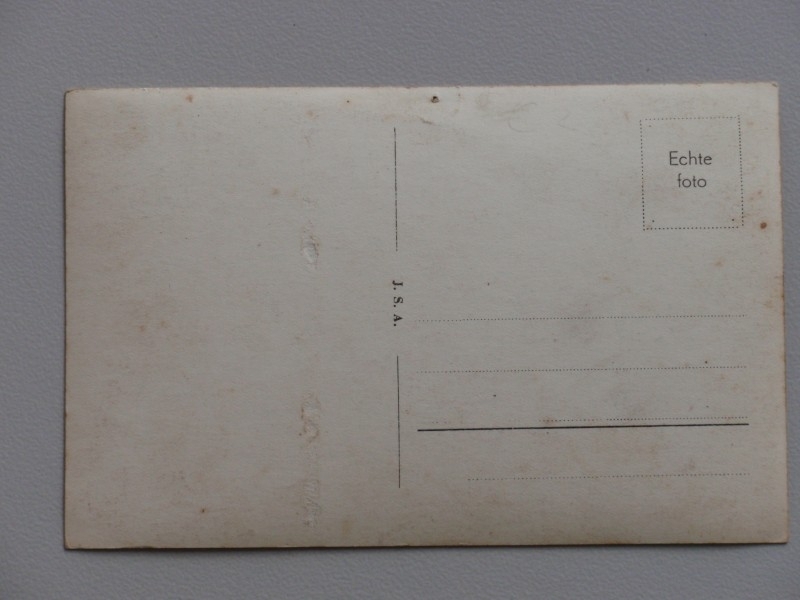 Echte
foto
J. S. A.